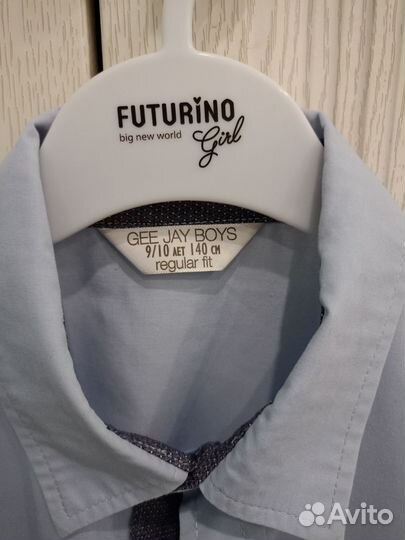 FUTURiNO
big new world
Girl
GEE JAY BOYS
9/10 ЛЕТ 140 СМ
regular fit
Avito